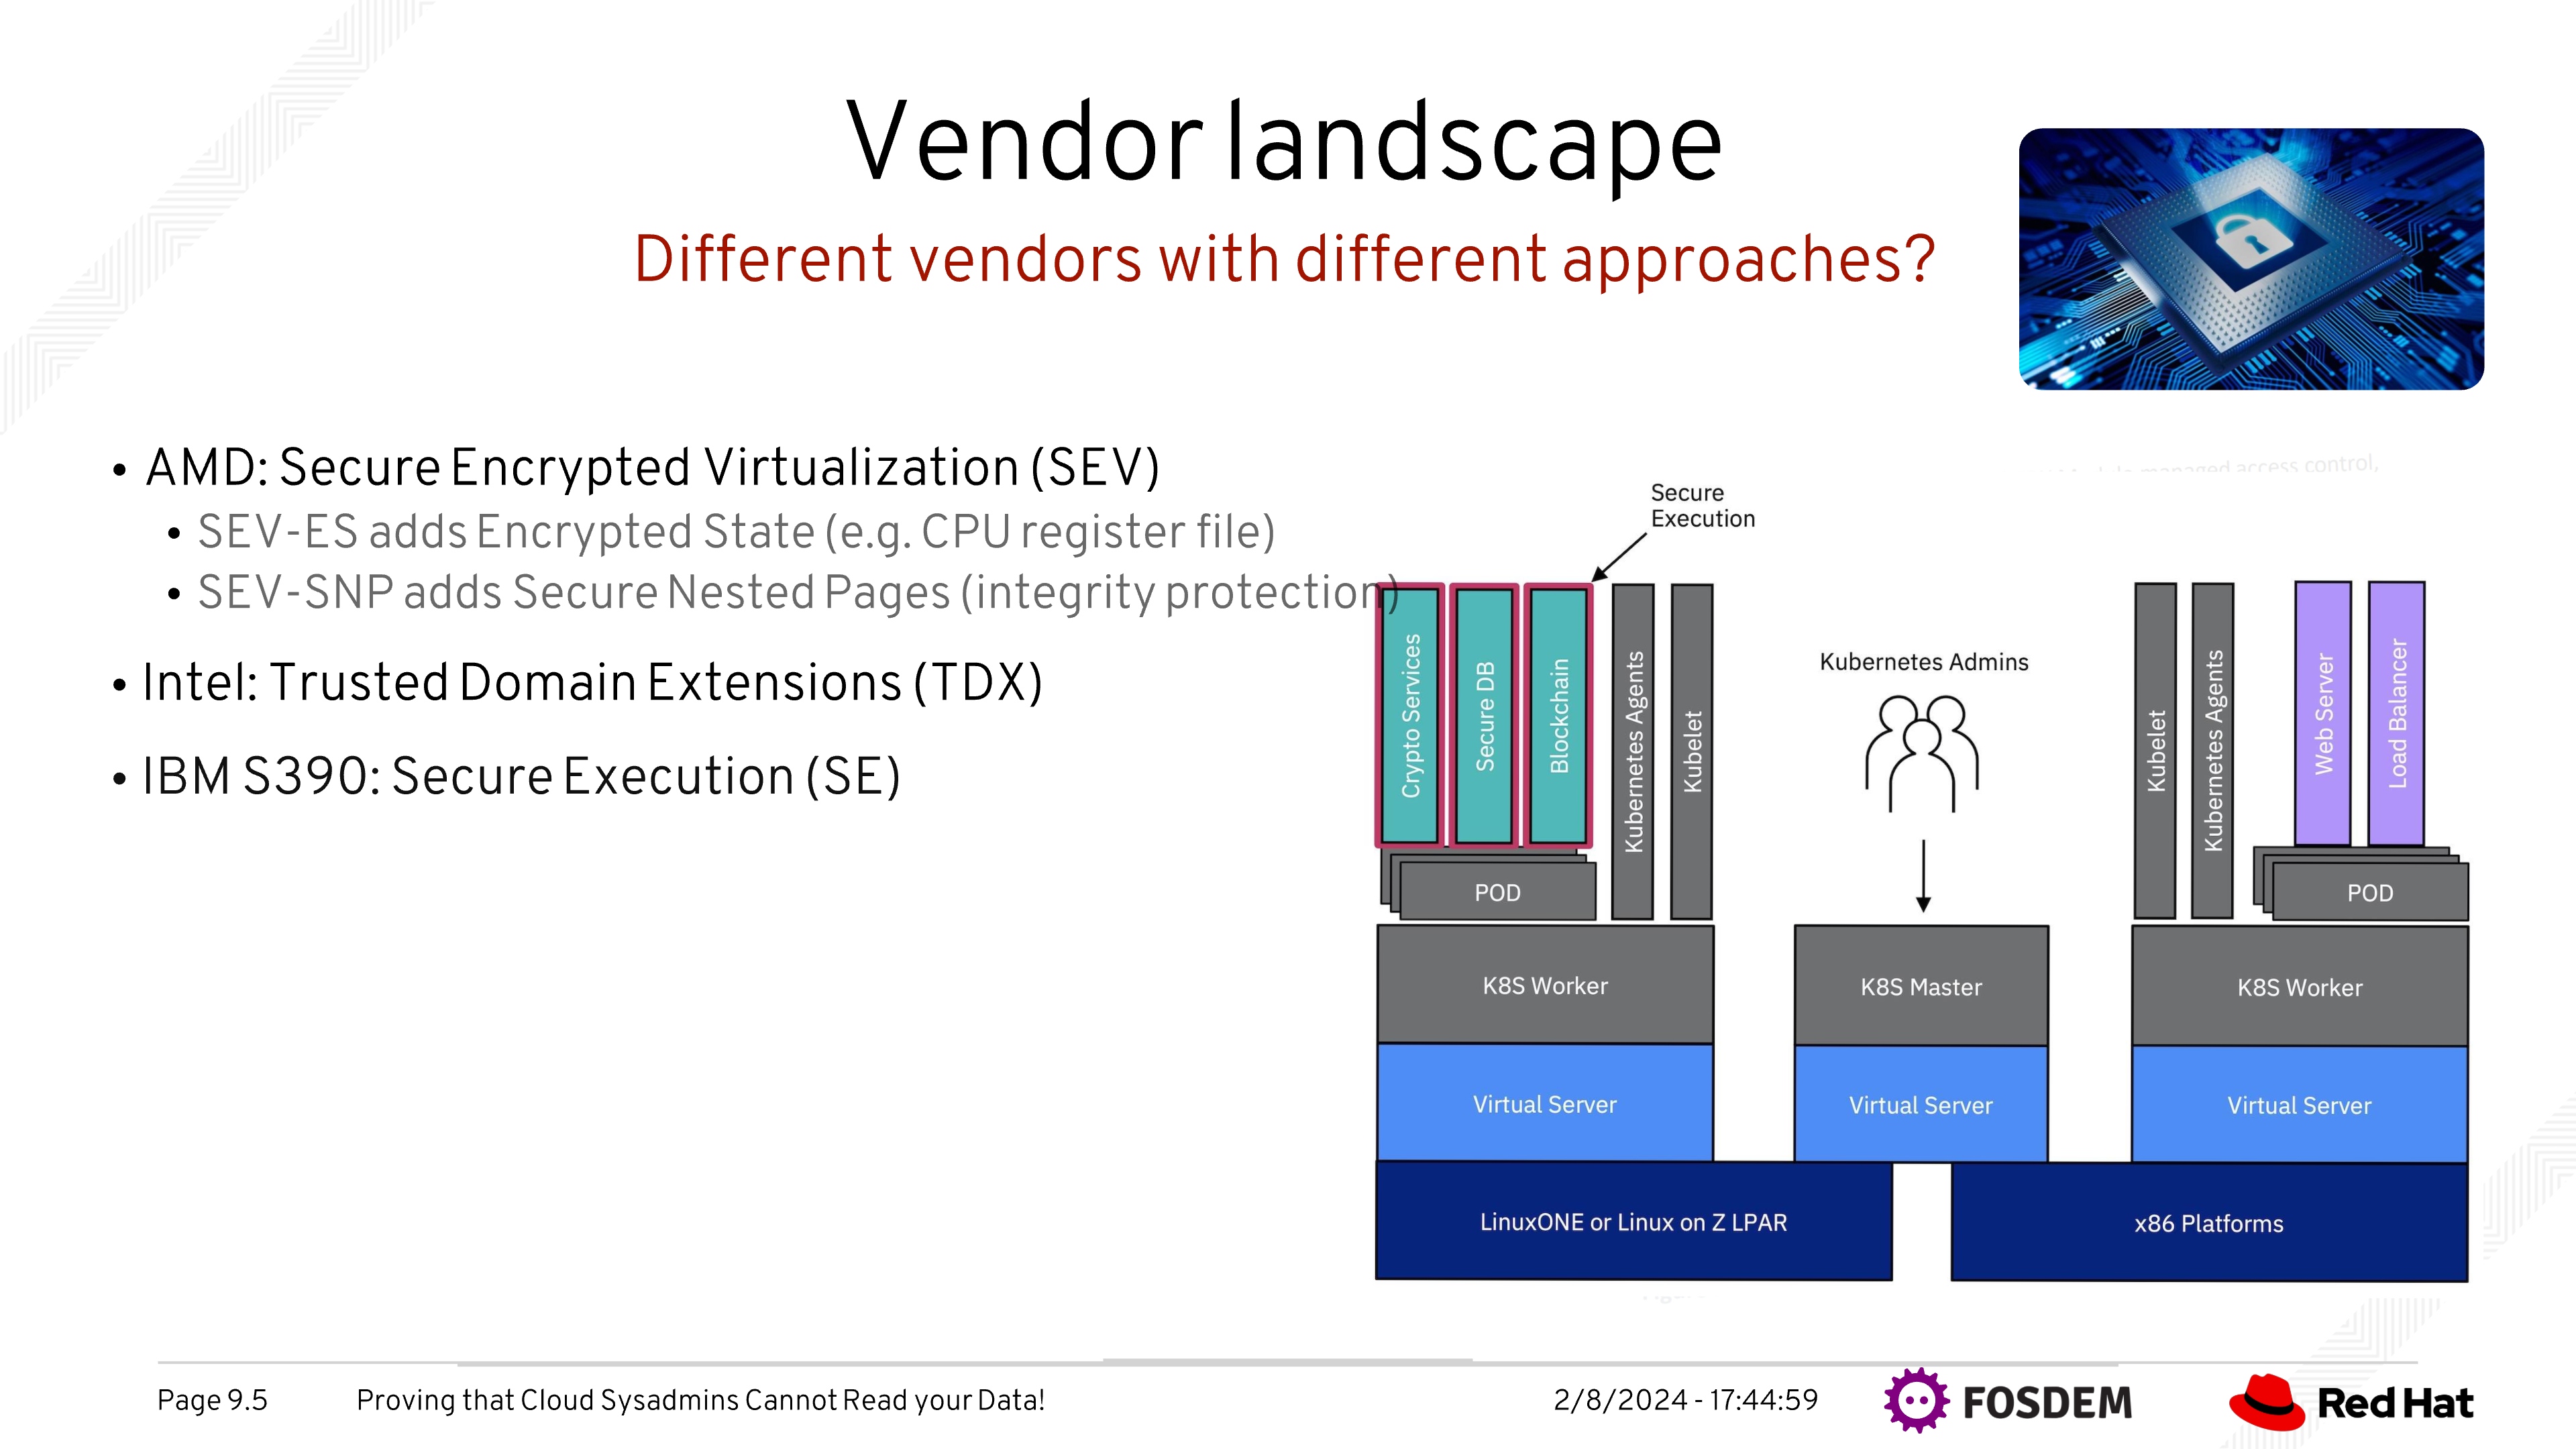 Vendor landscape
Different vendors with different approaches?
• AMD: Secure Encrypted Virtualization (SEV)
• SEV-ES adds Encrypted State (e.g. CPU register file)
• SEV-SNP adds Secure Nested Pages (integrity protection)
• Intel: Trusted Domain Extensions (TDX)
• IBM S390: Secure Execution (SE)
managed access control,
Secure
Execution
Crypto Services
Secure DB
Blockchain
Kubernetes Agents
Kubelet
POD
K8S Worker
Virtual Server
LinuxONE or Linux on Z LPAR
Kubernetes Admins
K8S Master
Virtual Server
Kubelet
Kubernetes Agents
Web Server
Load Balancer
POD
K8S Worker
Virtual Server
x86 Platforms
Page 9.5
Proving that Cloud Sysadmins Cannot Read your Data!
2/8/2024 - 17:44:59
FOSDEM
Red Hat